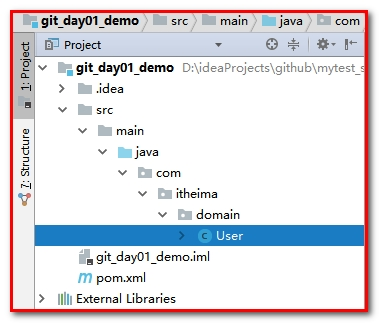 git_day01_demo src main java com
Project
1: Project
7: Structure
git_day01_demo D:\ideaProjects\github\mytest_s
.idea
src
main
java
com
itheima
domain
User
git_day01_demo.iml
pom.xml
External Libraries